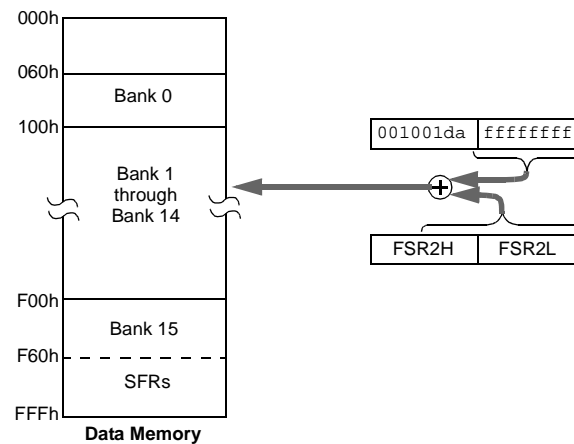 000h
060h
Bank 0
100h
001001da ffffffff
Bank 1
through
Bank 14
FSR2H FSR2L
F00h
Bank 15
F60h
SFRs
FFFh
Data Memory